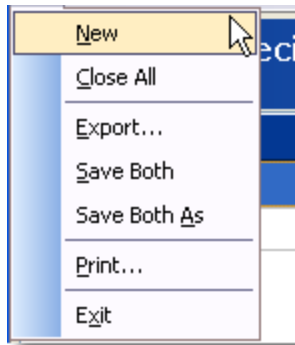 New
Close All
Export...
Save Both
Save Both As
Print...
Exit